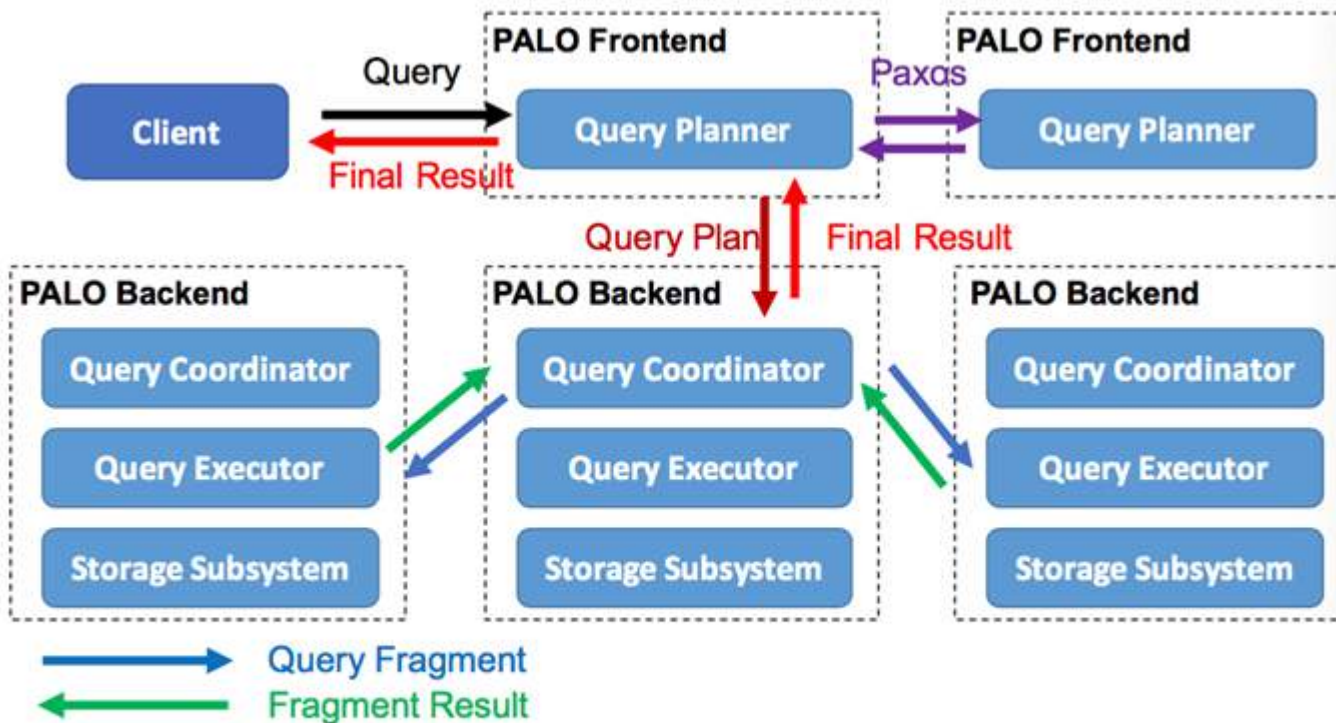 PALO Frontend
PALO Frontend
Query
Paxos
Client
Query Planner
Query Planner
Final Result
Query Plan
Final Result
PALO Backend
PALO Backend
PALO Backend
Query Coordinator
Query Coordinator
Query Coordinator
Query Executor
Query Executor
Query Executor
Storage Subsystem
Storage Subsystem
Storage Subsystem
Query Fragment
Fragment Result